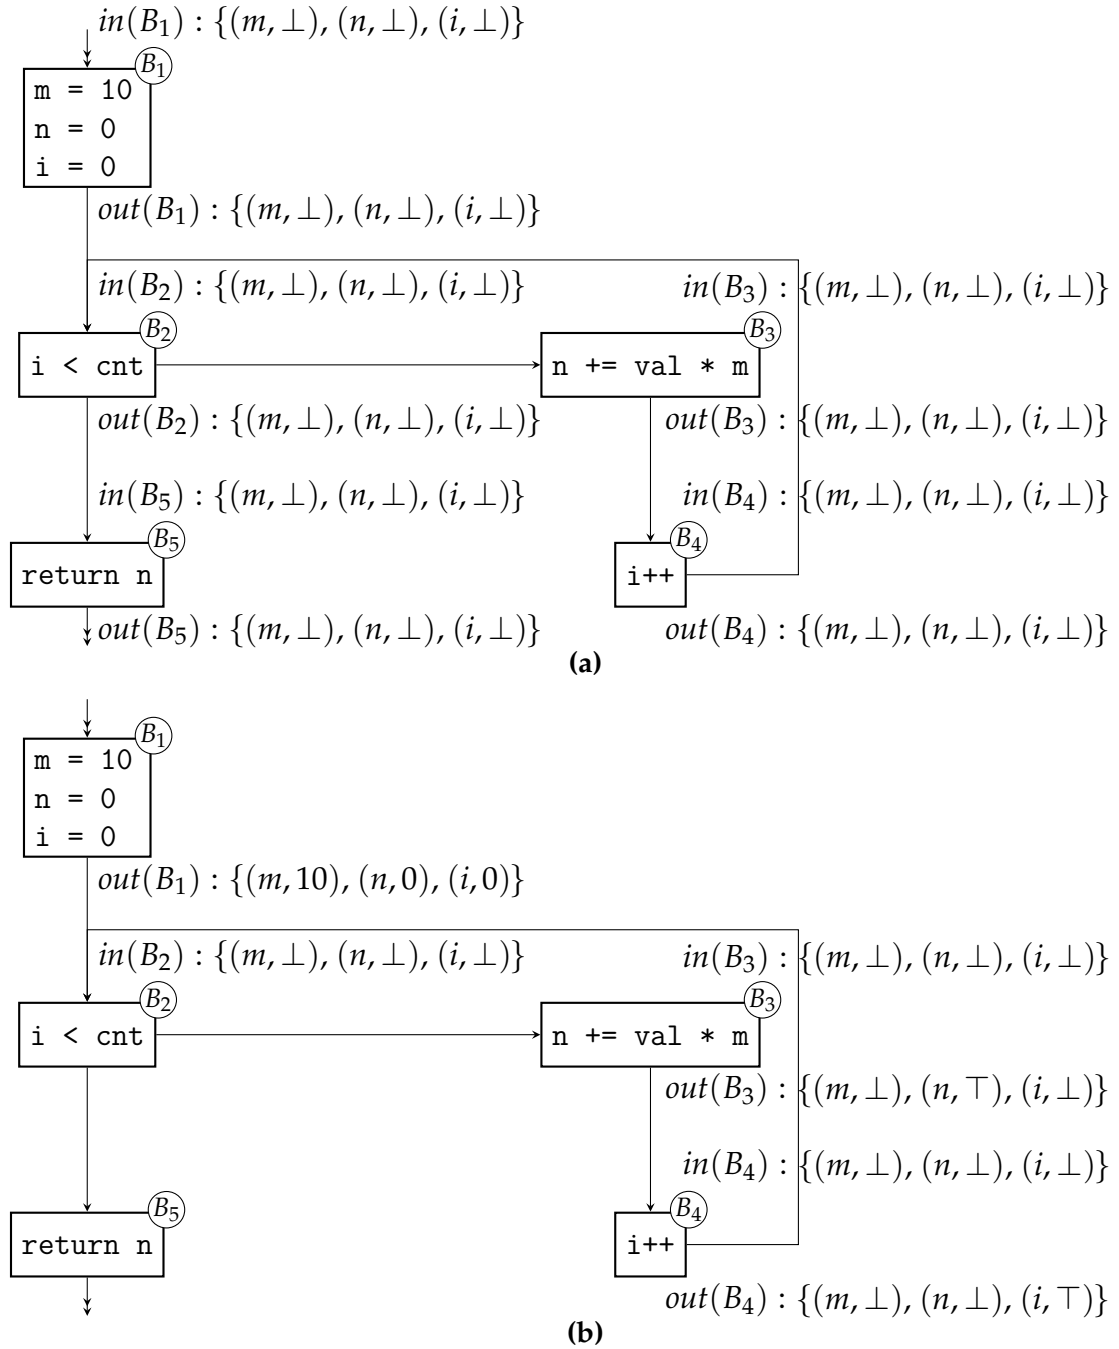 in(B₁) : {(m, ⊥), (n, ⊥), (i, ⊥)}
B₁
m = 10
n = 0
i = 0
out(B₁) : {(m, ⊥), (n, ⊥), (i, ⊥)}
in(B₂) : {(m, ⊥), (n, ⊥), (i, ⊥)}
in(B₃) : {(m, ⊥), (n, ⊥), (i, ⊥)}
B₂
B₃
i < cnt
n += val * m
out(B₂) : {(m, ⊥), (n, ⊥), (i, ⊥)}
out(B₃) : {(m, ⊥), (n, ⊥), (i, ⊥)}
in(B₅) : {(m, ⊥), (n, ⊥), (i, ⊥)}
in(B₄) : {(m, ⊥), (n, ⊥), (i, ⊥)}
B₅
B₄
return n
i++
out(B₅) : {(m, ⊥), (n, ⊥), (i, ⊥)}
out(B₄) : {(m, ⊥), (n, ⊥), (i, ⊥)}
(a)
B₁
m = 10
n = 0
i = 0
out(B₁) : {(m, 10), (n, 0), (i, 0)}
in(B₂) : {(m, ⊥), (n, ⊥), (i, ⊥)}
in(B₃) : {(m, ⊥), (n, ⊥), (i, ⊥)}
B₂
B₃
i < cnt
n += val * m
out(B₃) : {(m, ⊥), (n, ⊤), (i, ⊥)}
in(B₄) : {(m, ⊥), (n, ⊥), (i, ⊥)}
B₅
B₄
return n
i++
out(B₄) : {(m, ⊥), (n, ⊥), (i, ⊤)}
(b)